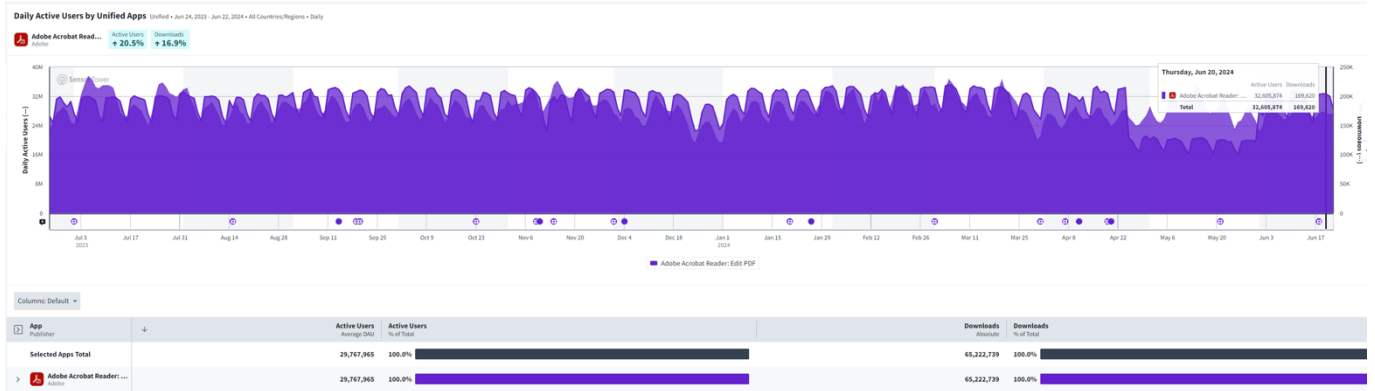 Daily Active Users by Unified Apps Unified • Jun 24, 2023 - Jun 22, 2024 • All Countries/Regions • Daily
Adobe Acrobat Read... Active Users Downloads
Adobe ↑ 20.5% ↑ 16.9%
40M 250K
Sensor Tower
32M 200K
24M 150K
16M 100K
8M 50K
0 0
Daily Active Users [—]
Downloads [—]
Thursday, Jun 20, 2024
Active Users Downloads
Adobe Acrobat Reader: ... 32,605,874 169,620
Total 32,605,874 169,620
Jul 3 Jul 17 Jul 31 Aug 14 Aug 28 Sep 11 Sep 25 Oct 9 Oct 23 Nov 6 Nov 20 Dec 4 Dec 18 Jan 1 Jan 15 Jan 29 Feb 12 Feb 26 Mar 11 Mar 25 Apr 8 Apr 22 May 6 May 20 Jun 3 Jun 17
2023 2024
Adobe Acrobat Reader: Edit PDF
Columns: Default
App Active Users Active Users Downloads Downloads
Publisher Average DAU % of Total Absolute % of Total
Selected Apps Total 29,767,965 100.0% 65,222,739 100.0%
Adobe Acrobat Reader: ... 29,767,965 100.0% 65,222,739 100.0%
Adobe